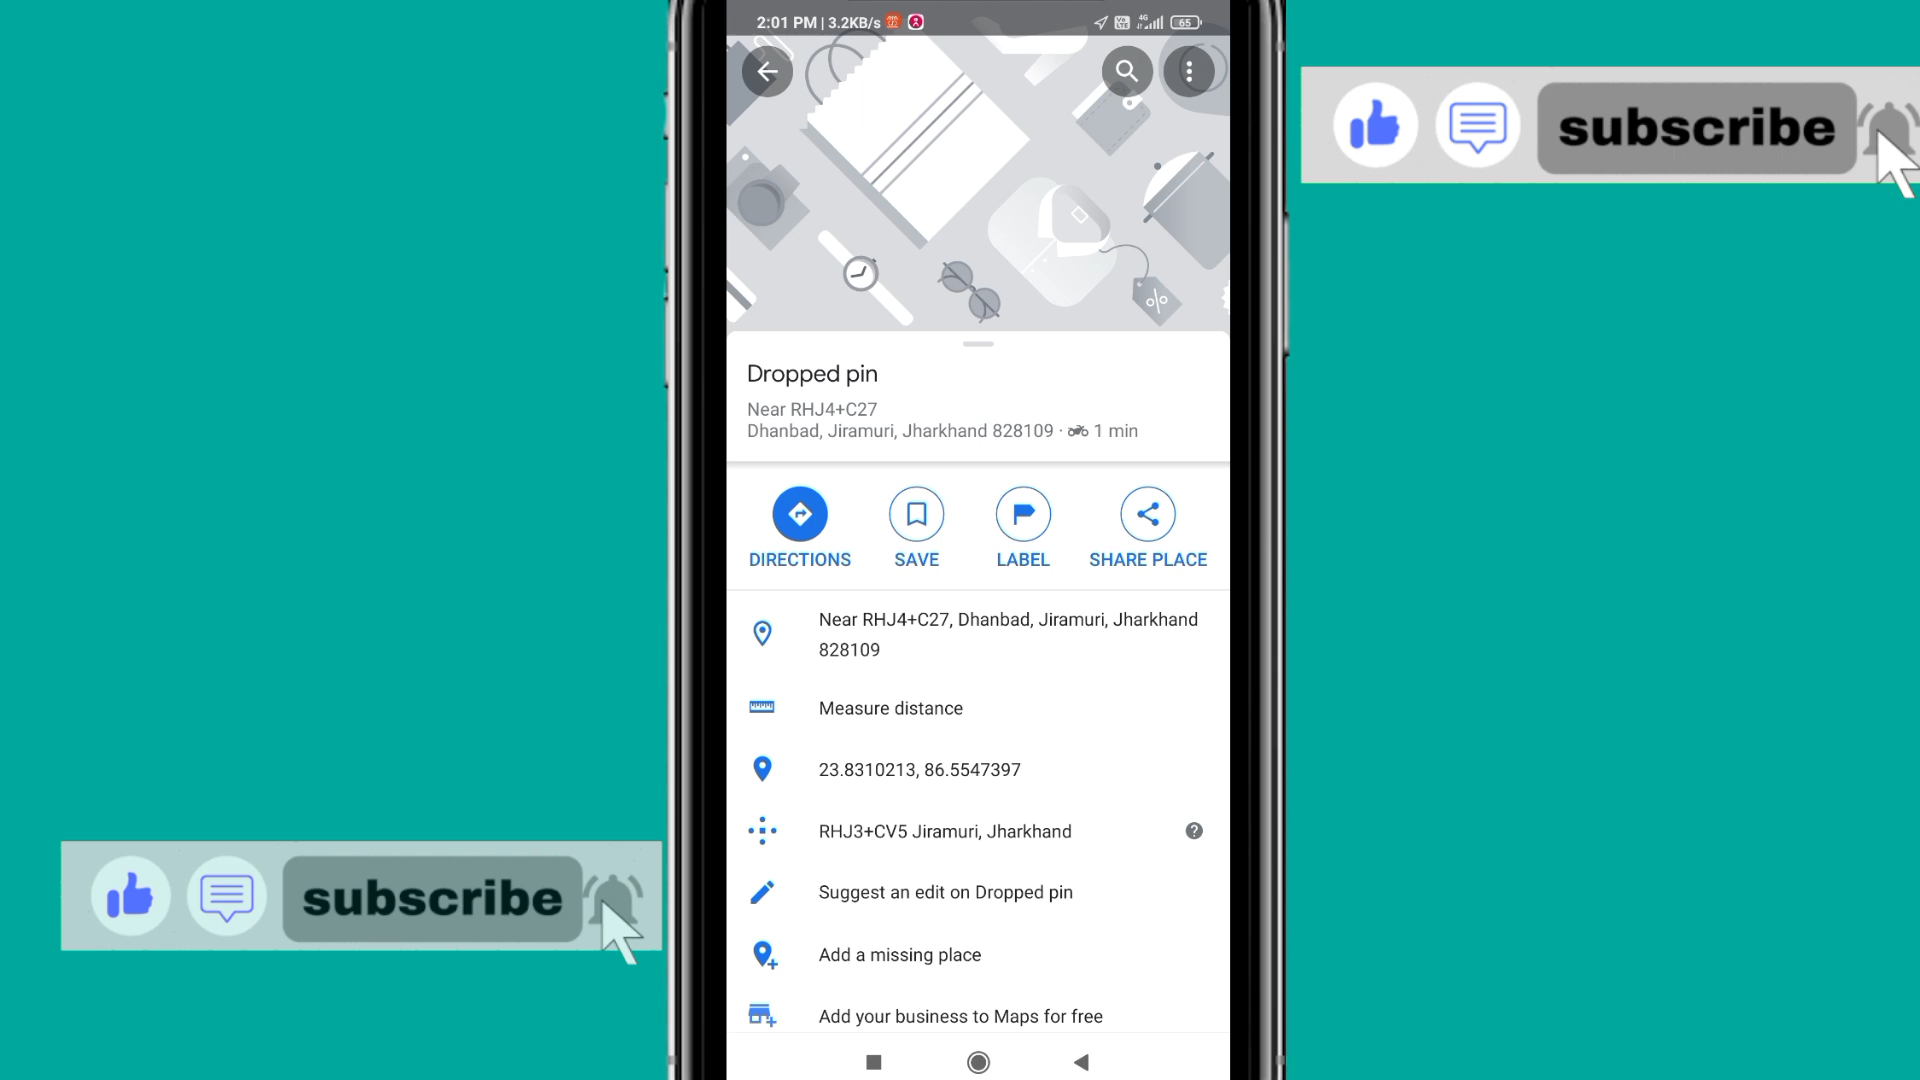 2:01 PM | 3.2KB/s
4G
65
subscribe
%
Dropped pin
Near RHJ4+C27
Dhanbad, Jiramuri, Jharkhand 828109 · 1 min
DIRECTIONS SAVE LABEL SHARE PLACE
Near RHJ4+C27, Dhanbad, Jiramuri, Jharkhand
828109
Measure distance
23.8310213, 86.5547397
RHJ3+CV5 Jiramuri, Jharkhand
?
subscribe
Suggest an edit on Dropped pin
Add a missing place
Add your business to Maps for free